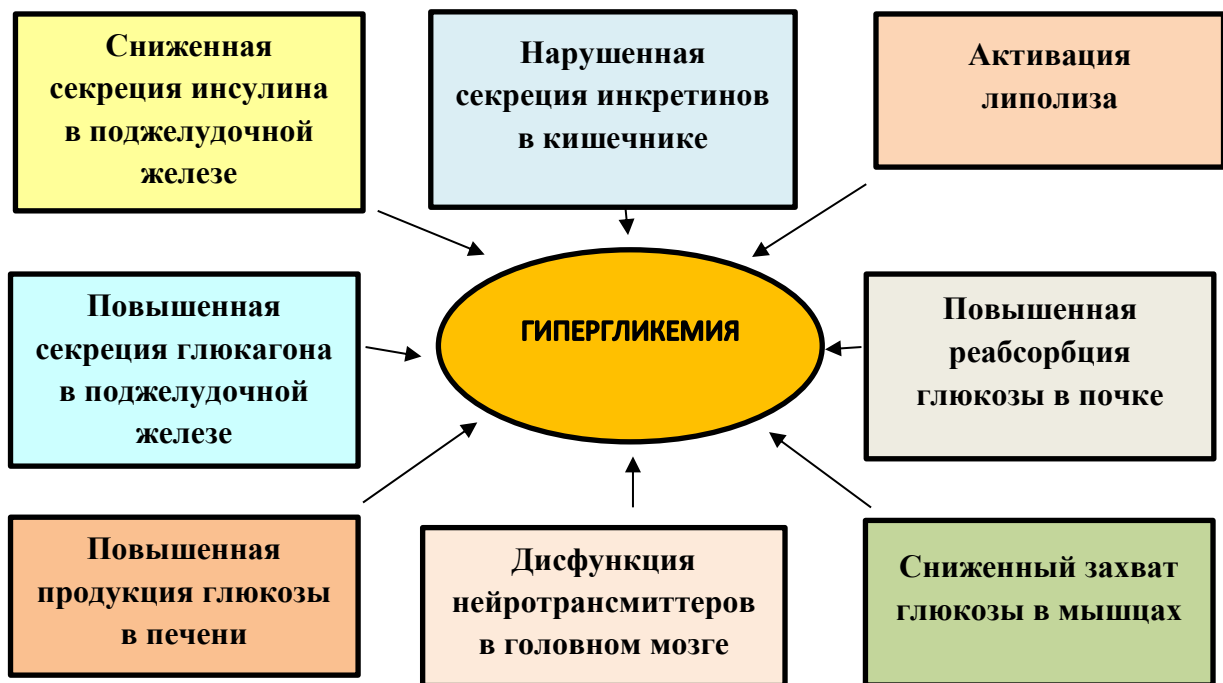 Сниженная
секреция инсулина
в поджелудочной
железе
Нарушенная
секреция инкретинов
в кишечнике
Активация
липолиза
Повышенная
секреция глюкагона
в поджелудочной
железе
ГИПЕРГЛИКЕМИЯ
Повышенная
реабсорбция
глюкозы в почке
Повышенная
продукция глюкозы
в печени
Дисфункция
нейротрансмиттеров
в головном мозге
Сниженный захват
глюкозы в мышцах